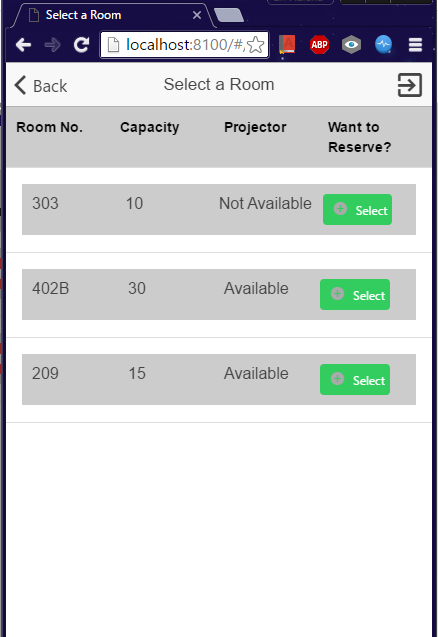 Select a Room
localhost:8100/#/
ABP
Back
Select a Room
Room No. Capacity Projector Want to
Reserve?
303 10 Not Available Select
402B 30 Available Select
209 15 Available Select